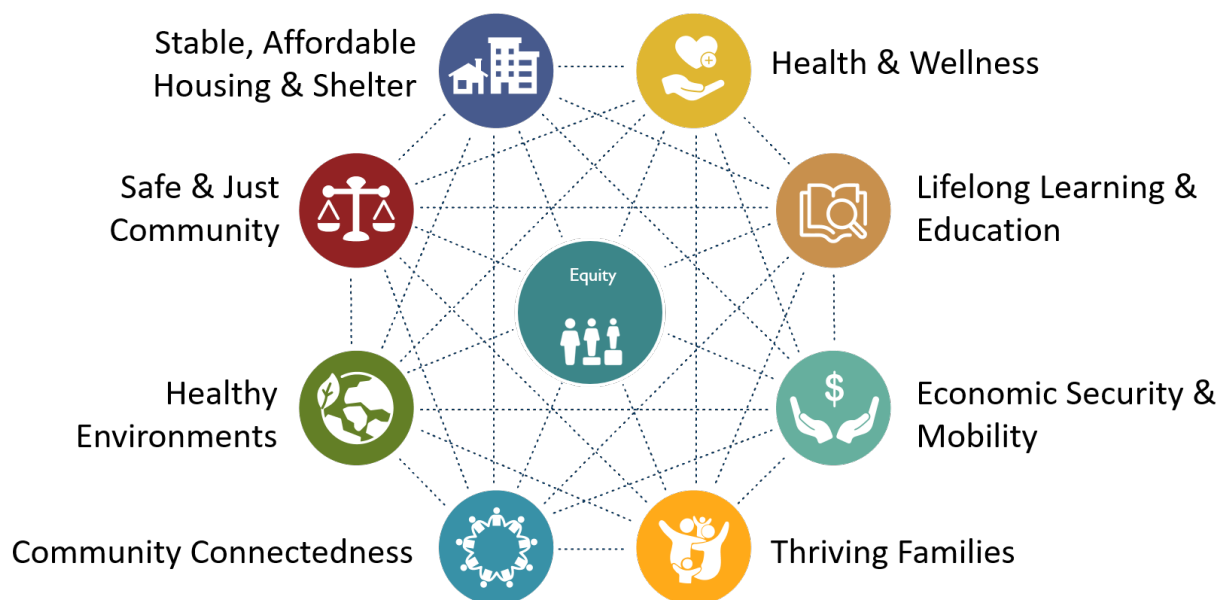 Stable, Affordable
Housing & Shelter
Health & Wellness
Safe & Just
Community
Lifelong Learning &
Education
Equity
Healthy
Environments
$
Economic Security &
Mobility
Community Connectedness
Thriving Families